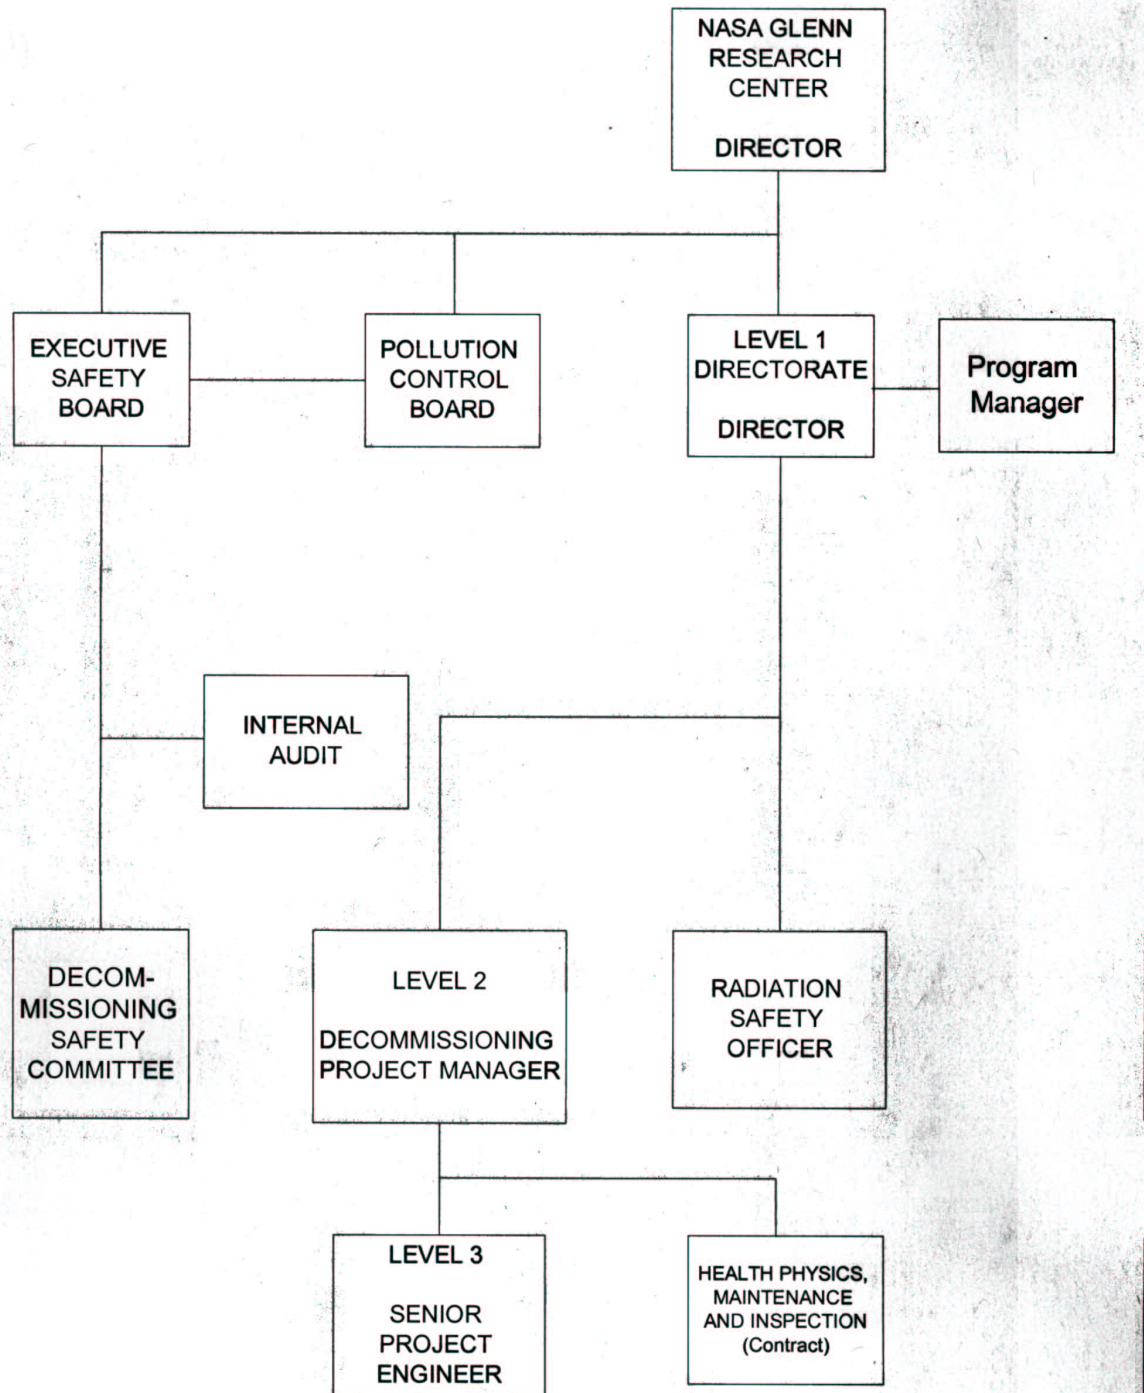 NASA GLENN
RESEARCH
CENTER
DIRECTOR
EXECUTIVE
SAFETY
BOARD
POLLUTION
CONTROL
BOARD
LEVEL 1
DIRECTORATE
DIRECTOR
Program
Manager
INTERNAL
AUDIT
DECOM-
MISSIONING
SAFETY
COMMITTEE
LEVEL 2
DECOMMISSIONING
PROJECT MANAGER
RADIATION
SAFETY
OFFICER
LEVEL 3
SENIOR
PROJECT
ENGINEER
HEALTH PHYSICS,
MAINTENANCE
AND INSPECTION
(Contract)